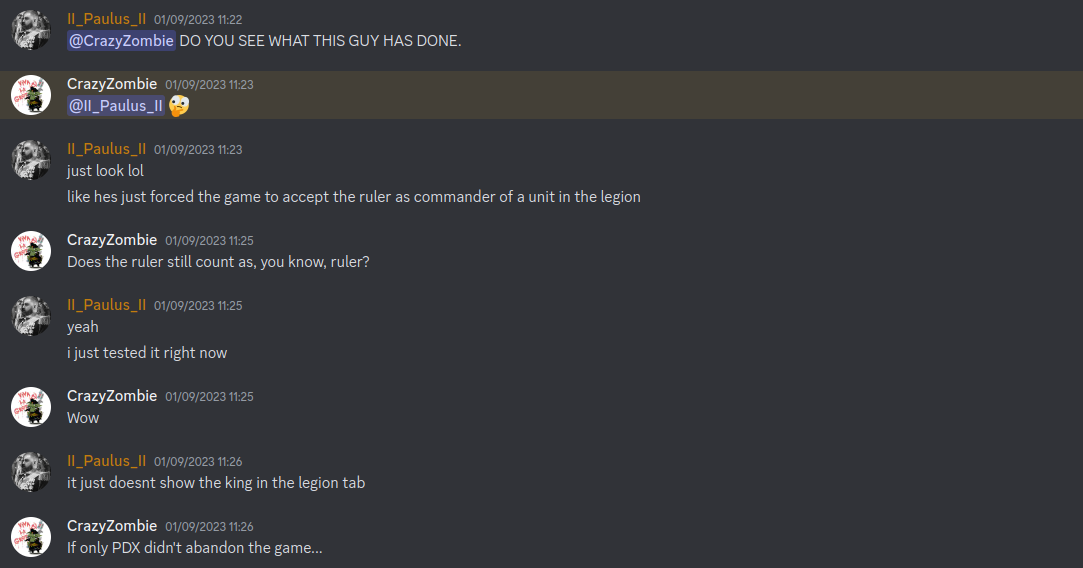 II_Paulus_II 01/09/2023 11:22
@CrazyZombie DO YOU SEE WHAT THIS GUY HAS DONE.
CrazyZombie 01/09/2023 11:23
@II_Paulus_II 🤔
II_Paulus_II 01/09/2023 11:23
just look lol
like hes just forced the game to accept the ruler as commander of a unit in the legion
CrazyZombie 01/09/2023 11:25
Does the ruler still count as, you know, ruler?
II_Paulus_II 01/09/2023 11:25
yeah
i just tested it right now
CrazyZombie 01/09/2023 11:25
Wow
II_Paulus_II 01/09/2023 11:26
it just doesnt show the king in the legion tab
CrazyZombie 01/09/2023 11:26
If only PDX didn't abandon the game...